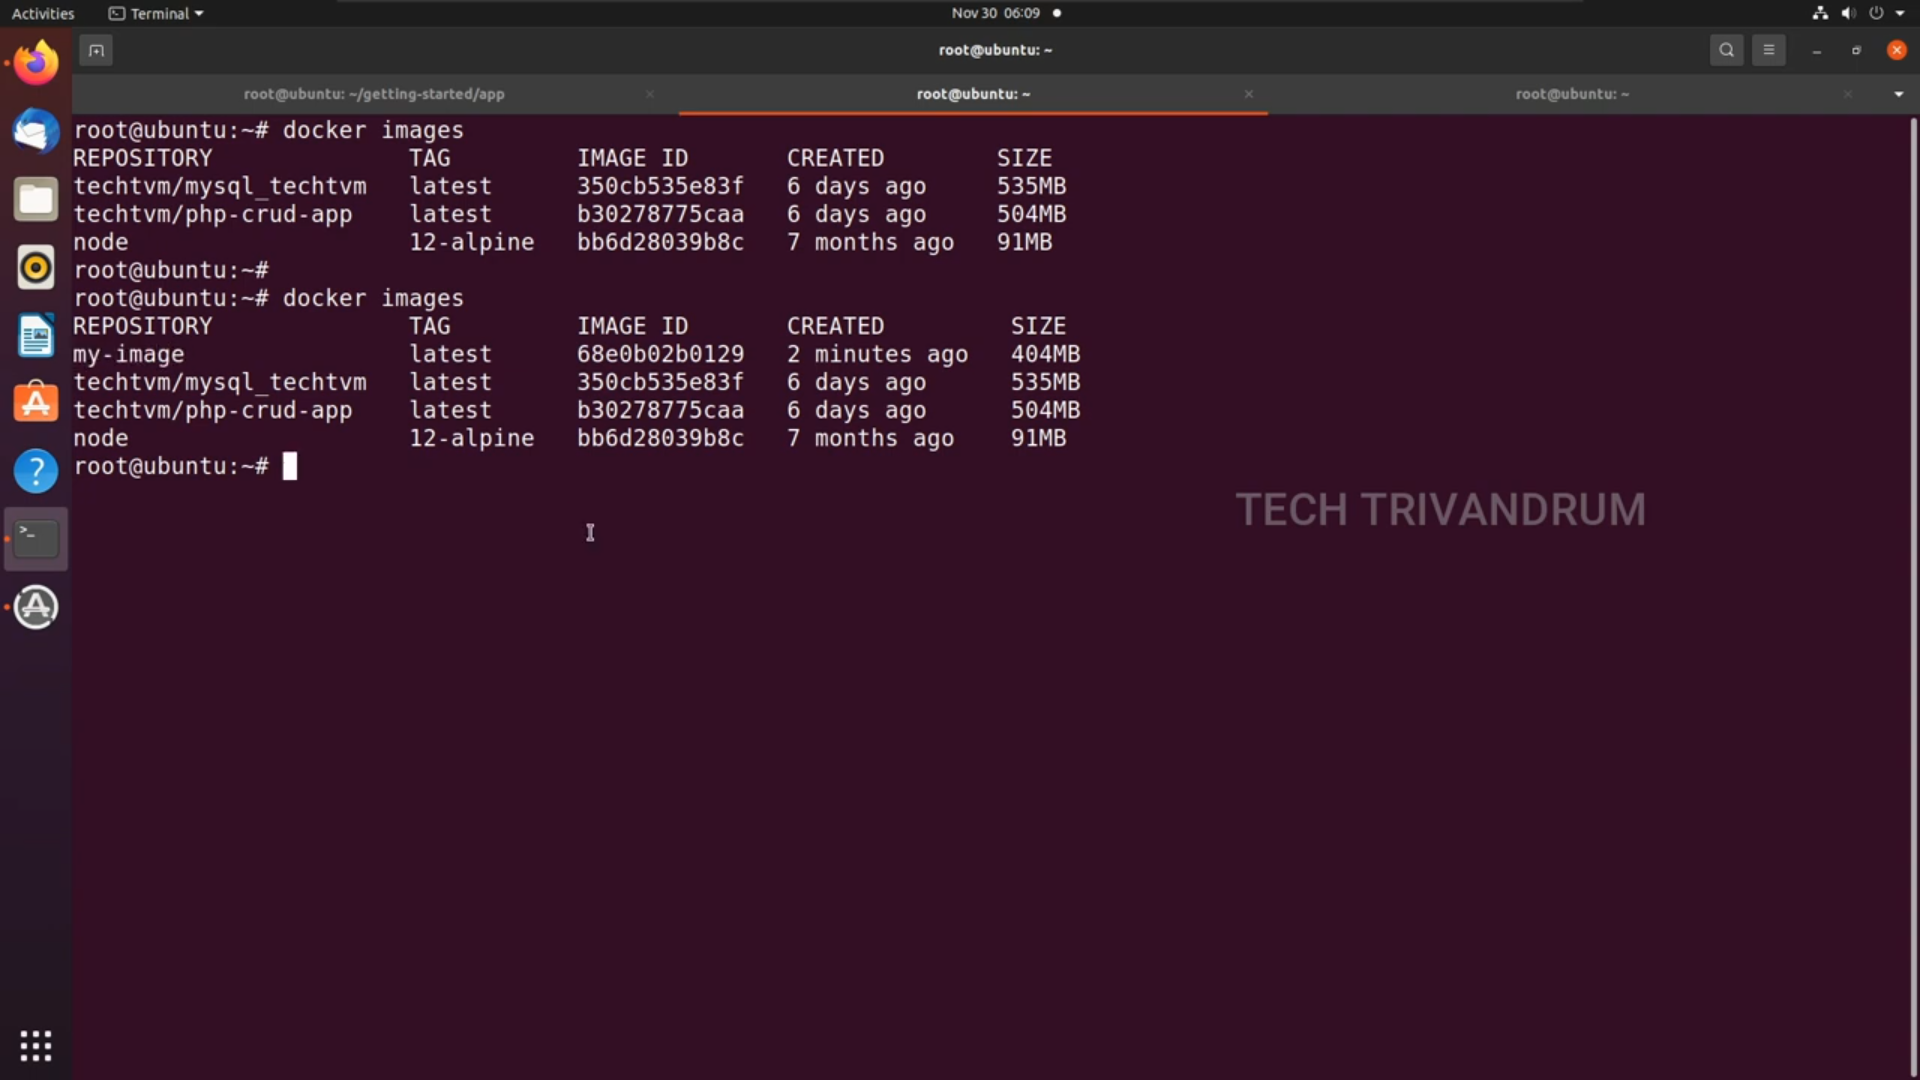 Activities Terminal Nov 30 06:09
root@ubuntu: ~
root@ubuntu: ~/getting-started/app root@ubuntu: ~ root@ubuntu: ~
root@ubuntu:~# docker images
REPOSITORY TAG IMAGE ID CREATED SIZE
techtvm/mysql_techtvm latest 350cb535e83f 6 days ago 535MB
techtvm/php-crud-app latest b30278775caa 6 days ago 504MB
node 12-alpine bb6d28039b8c 7 months ago 91MB
root@ubuntu:~#
root@ubuntu:~# docker images
REPOSITORY TAG IMAGE ID CREATED SIZE
my-image latest 68e0b02b0129 2 minutes ago 404MB
techtvm/mysql_techtvm latest 350cb535e83f 6 days ago 535MB
techtvm/php-crud-app latest b30278775caa 6 days ago 504MB
node 12-alpine bb6d28039b8c 7 months ago 91MB
root@ubuntu:~#
TECH TRIVANDRUM